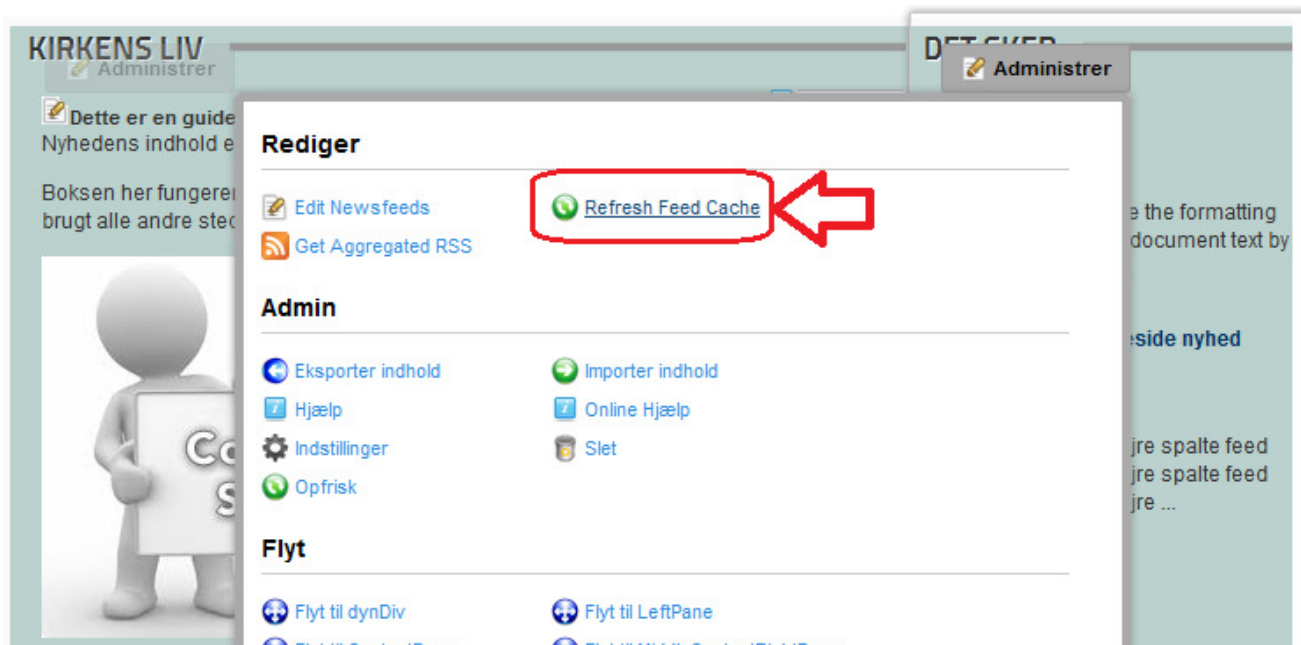 KIRKENS LIV
Administrer
Dette er en guide
Nyhedens indhold e
Boksen her fungerer
brugt alle andre sted
Co
S
Administrer
Rediger
Edit Newsfeeds
Refresh Feed Cache
Get Aggregated RSS
Admin
Eksporter indhold
Importer indhold
Hjælp
Online Hjælp
Indstillinger
Slet
Opfrisk
Flyt
Flyt til dynDiv
Flyt til LeftPane
e the formatting
document text by
eside nyhed
jre spalte feed
jre spalte feed
jre ...